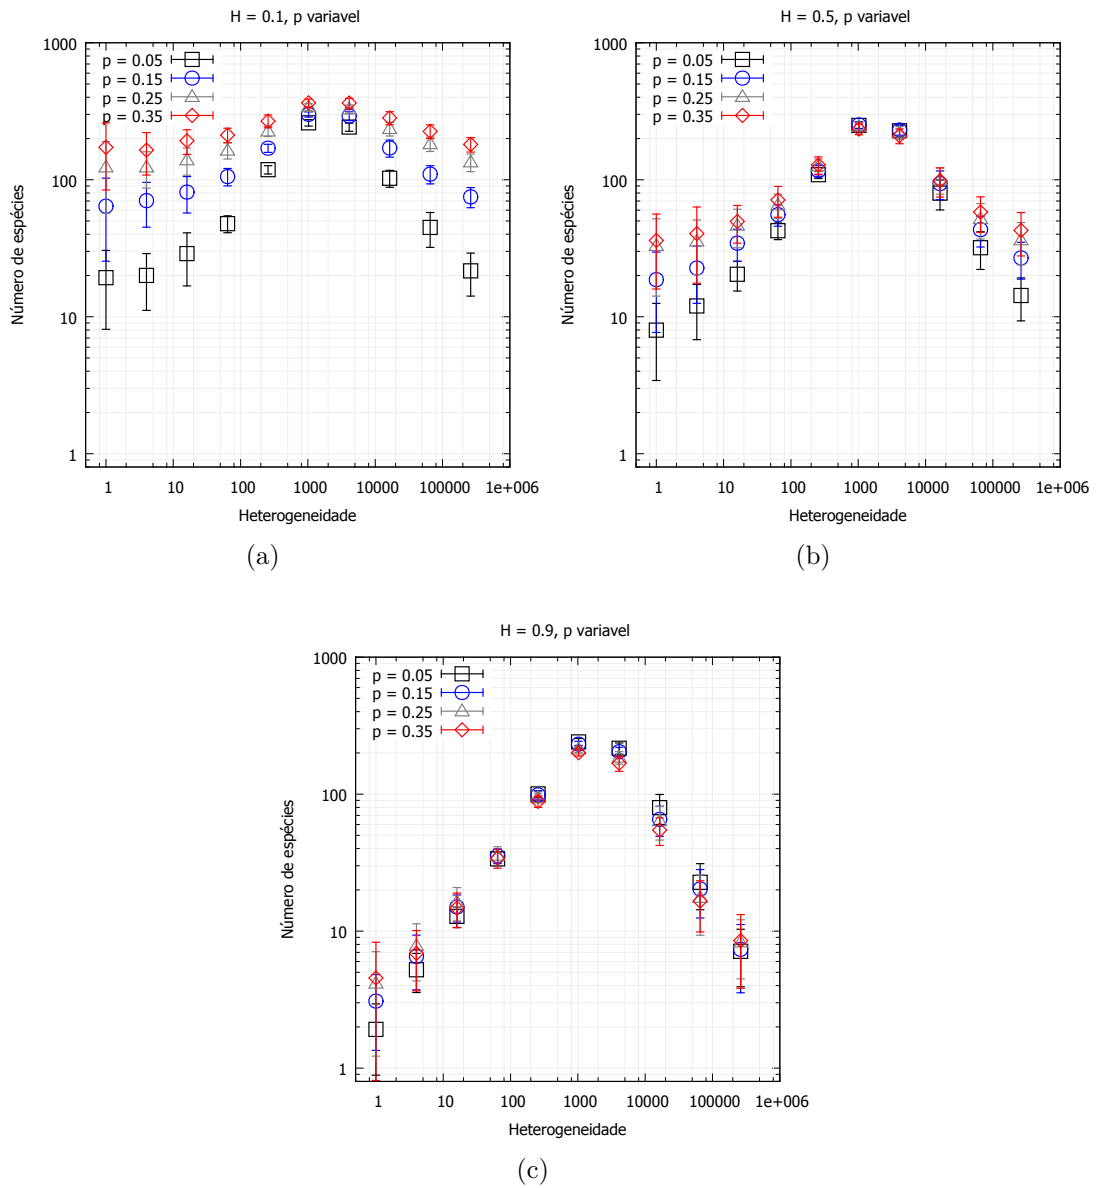 H = 0.1, p variavel
1000
100
10
1
p = 0.05
p = 0.15
p = 0.25
p = 0.35
Número de espécies
1 10 100 1000 10000 100000 1e+006
Heterogeneidade
(a)
H = 0.5, p variavel
1000
100
10
1
p = 0.05
p = 0.15
p = 0.25
p = 0.35
Número de espécies
1 10 100 1000 10000 100000 1e+006
Heterogeneidade
(b)
H = 0.9, p variavel
1000
100
10
1
p = 0.05
p = 0.15
p = 0.25
p = 0.35
Número de espécies
1 10 100 1000 10000 100000 1e+006
Heterogeneidade
(c)